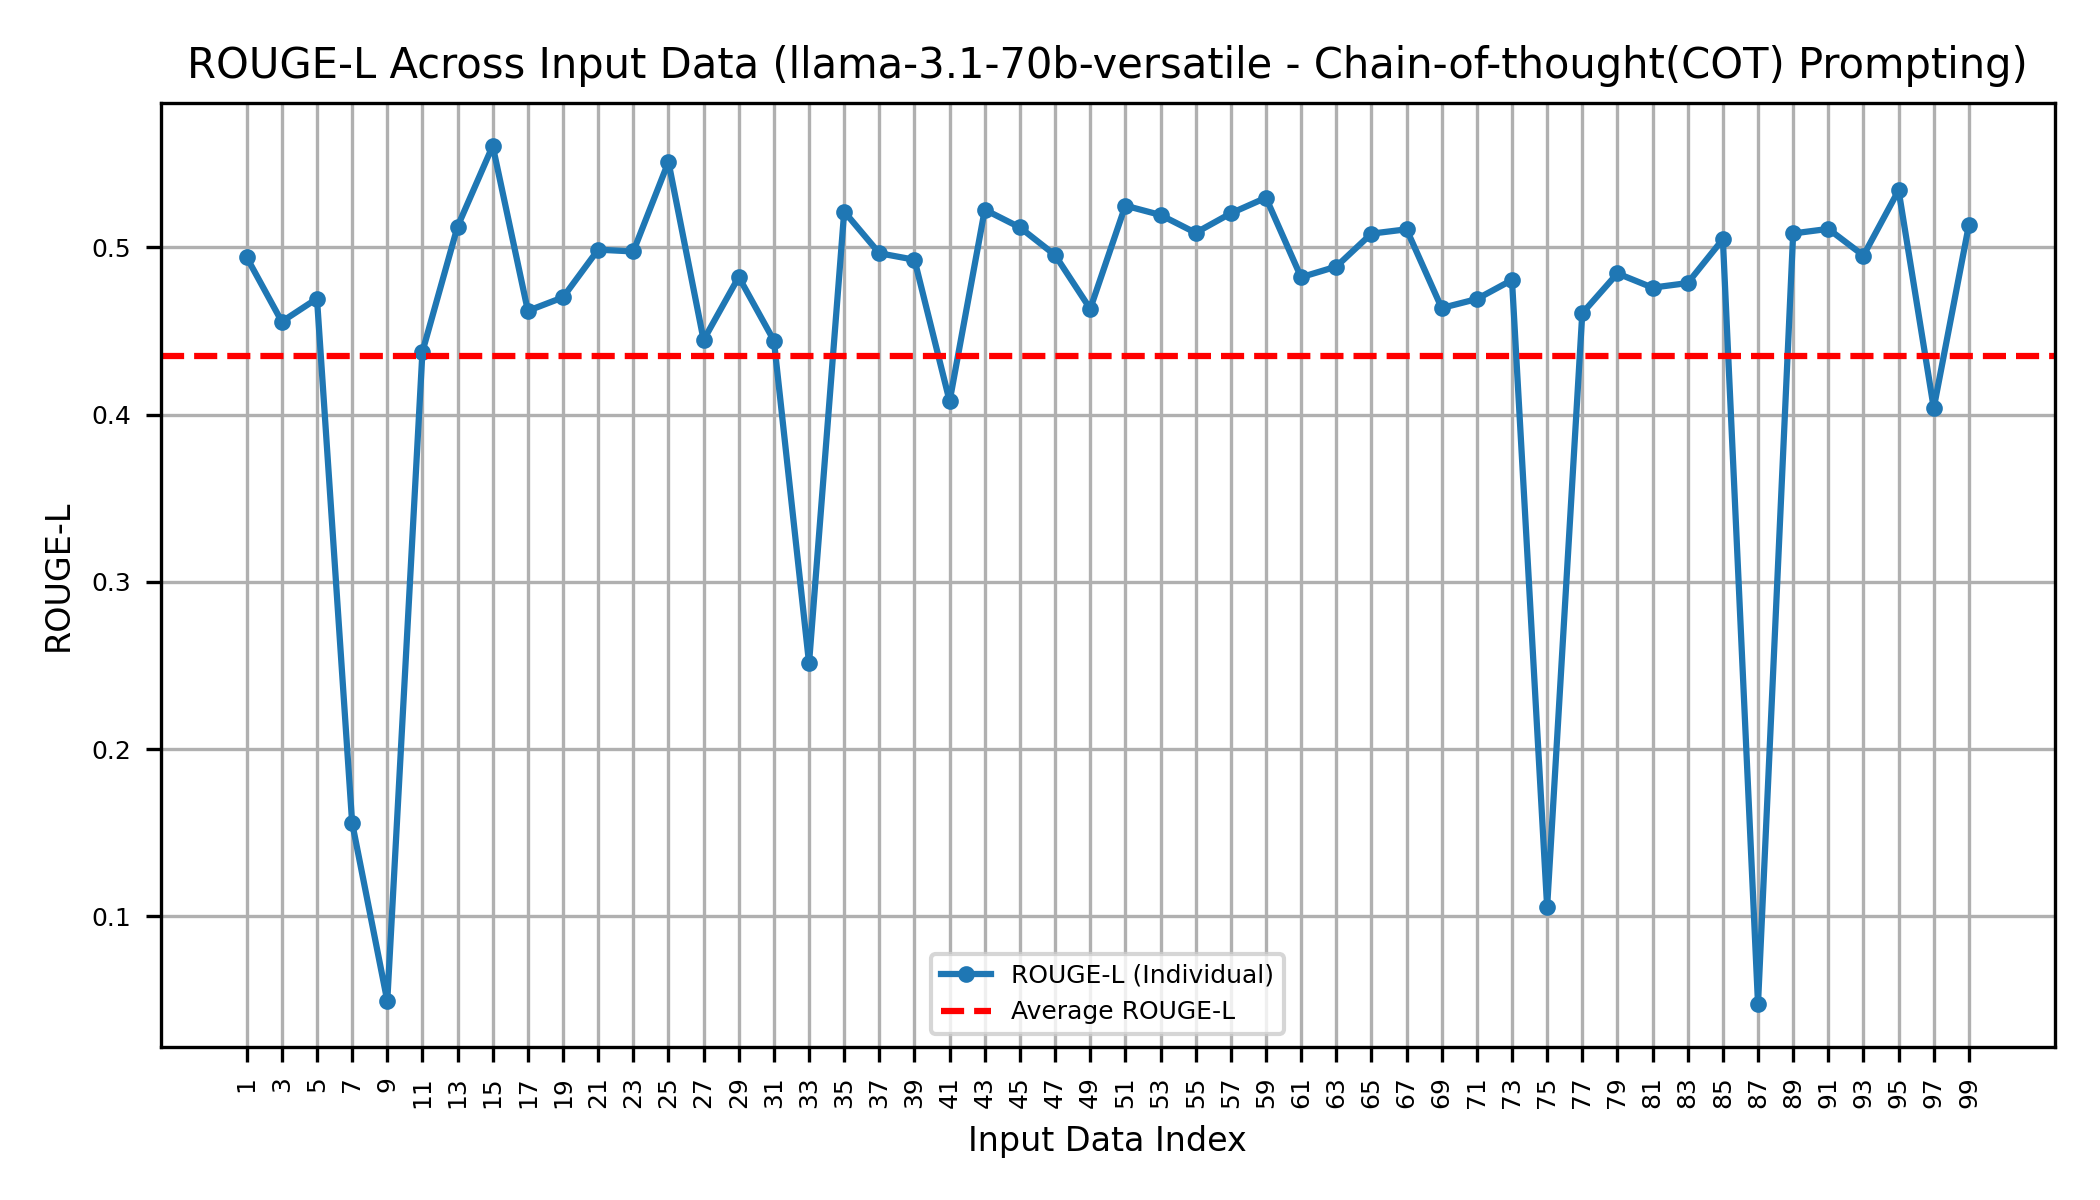 ROUGE-L Across Input Data (llama-3.1-70b-versatile - Chain-of-thought(COT) Prompting)
ROUGE-L
0.5
0.4
0.3
0.2
0.1
ROUGE-L (Individual)
Average ROUGE-L
1 3 5 7 9 11 13 15 17 19 21 23 25 27 29 31 33 35 37 39 41 43 45 47 49 51 53 55 57 59 61 63 65 67 69 71 73 75 77 79 81 83 85 87 89 91 93 95 97 99
Input Data Index